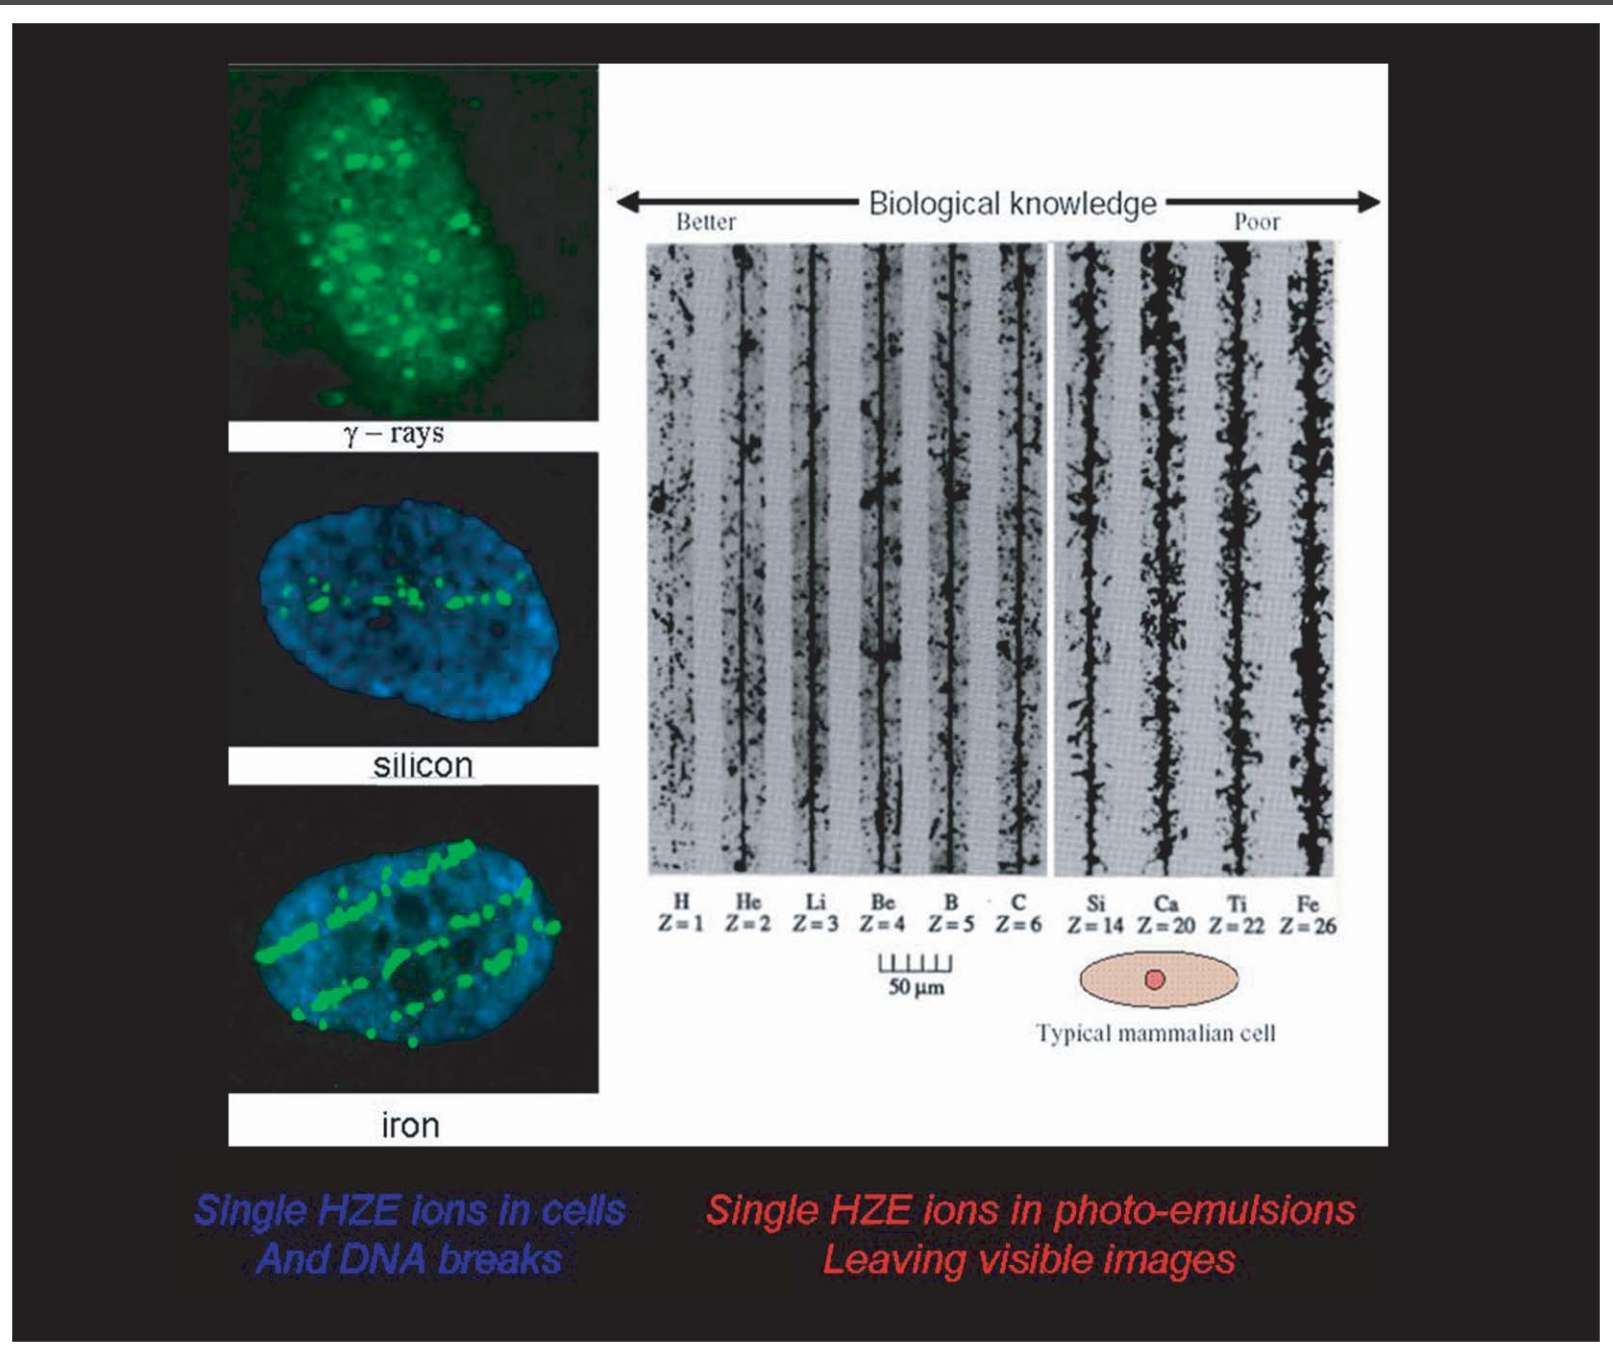 γ – rays
silicon
iron
Biological knowledge
Better
Poor
H He Li Be B C Si Ca Ti Fe
Z=1 Z=2 Z=3 Z=4 Z=5 Z=6 Z=14 Z=20 Z=22 Z=26
50 μm
Typical mammalian cell
Single HZE ions in cells
And DNA breaks
Single HZE ions in photo-emulsions
Leaving visible images